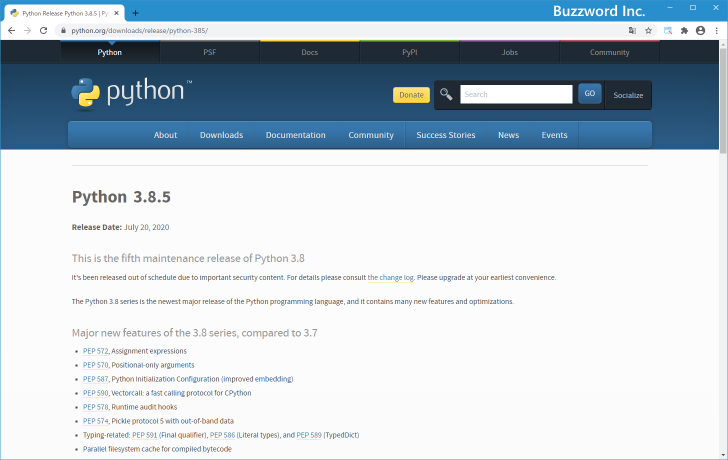 Python Release Python 3.8.5 | Pyt
Buzzword Inc.
python.org/downloads/release/python-385/
Python PSF Docs PyPI Jobs Community
python™
Donate Search GO Socialize
About Downloads Documentation Community Success Stories News Events
Python 3.8.5
Release Date: July 20, 2020
This is the fifth maintenance release of Python 3.8
It's been released out of schedule due to important security content. For details please consult the change log. Please upgrade at your earliest convenience.
The Python 3.8 series is the newest major release of the Python programming language, and it contains many new features and optimizations.
Major new features of the 3.8 series, compared to 3.7
• PEP 572, Assignment expressions
• PEP 570, Positional-only arguments
• PEP 587, Python Initialization Configuration (improved embedding)
• PEP 590, Vectorcall: a fast calling protocol for CPython
• PEP 578, Runtime audit hooks
• PEP 574, Pickle protocol 5 with out-of-band data
• Typing-related: PEP 591 (Final qualifier), PEP 586 (Literal types), and PEP 589 (TypedDict)
• Parallel filesystem cache for compiled bytecode